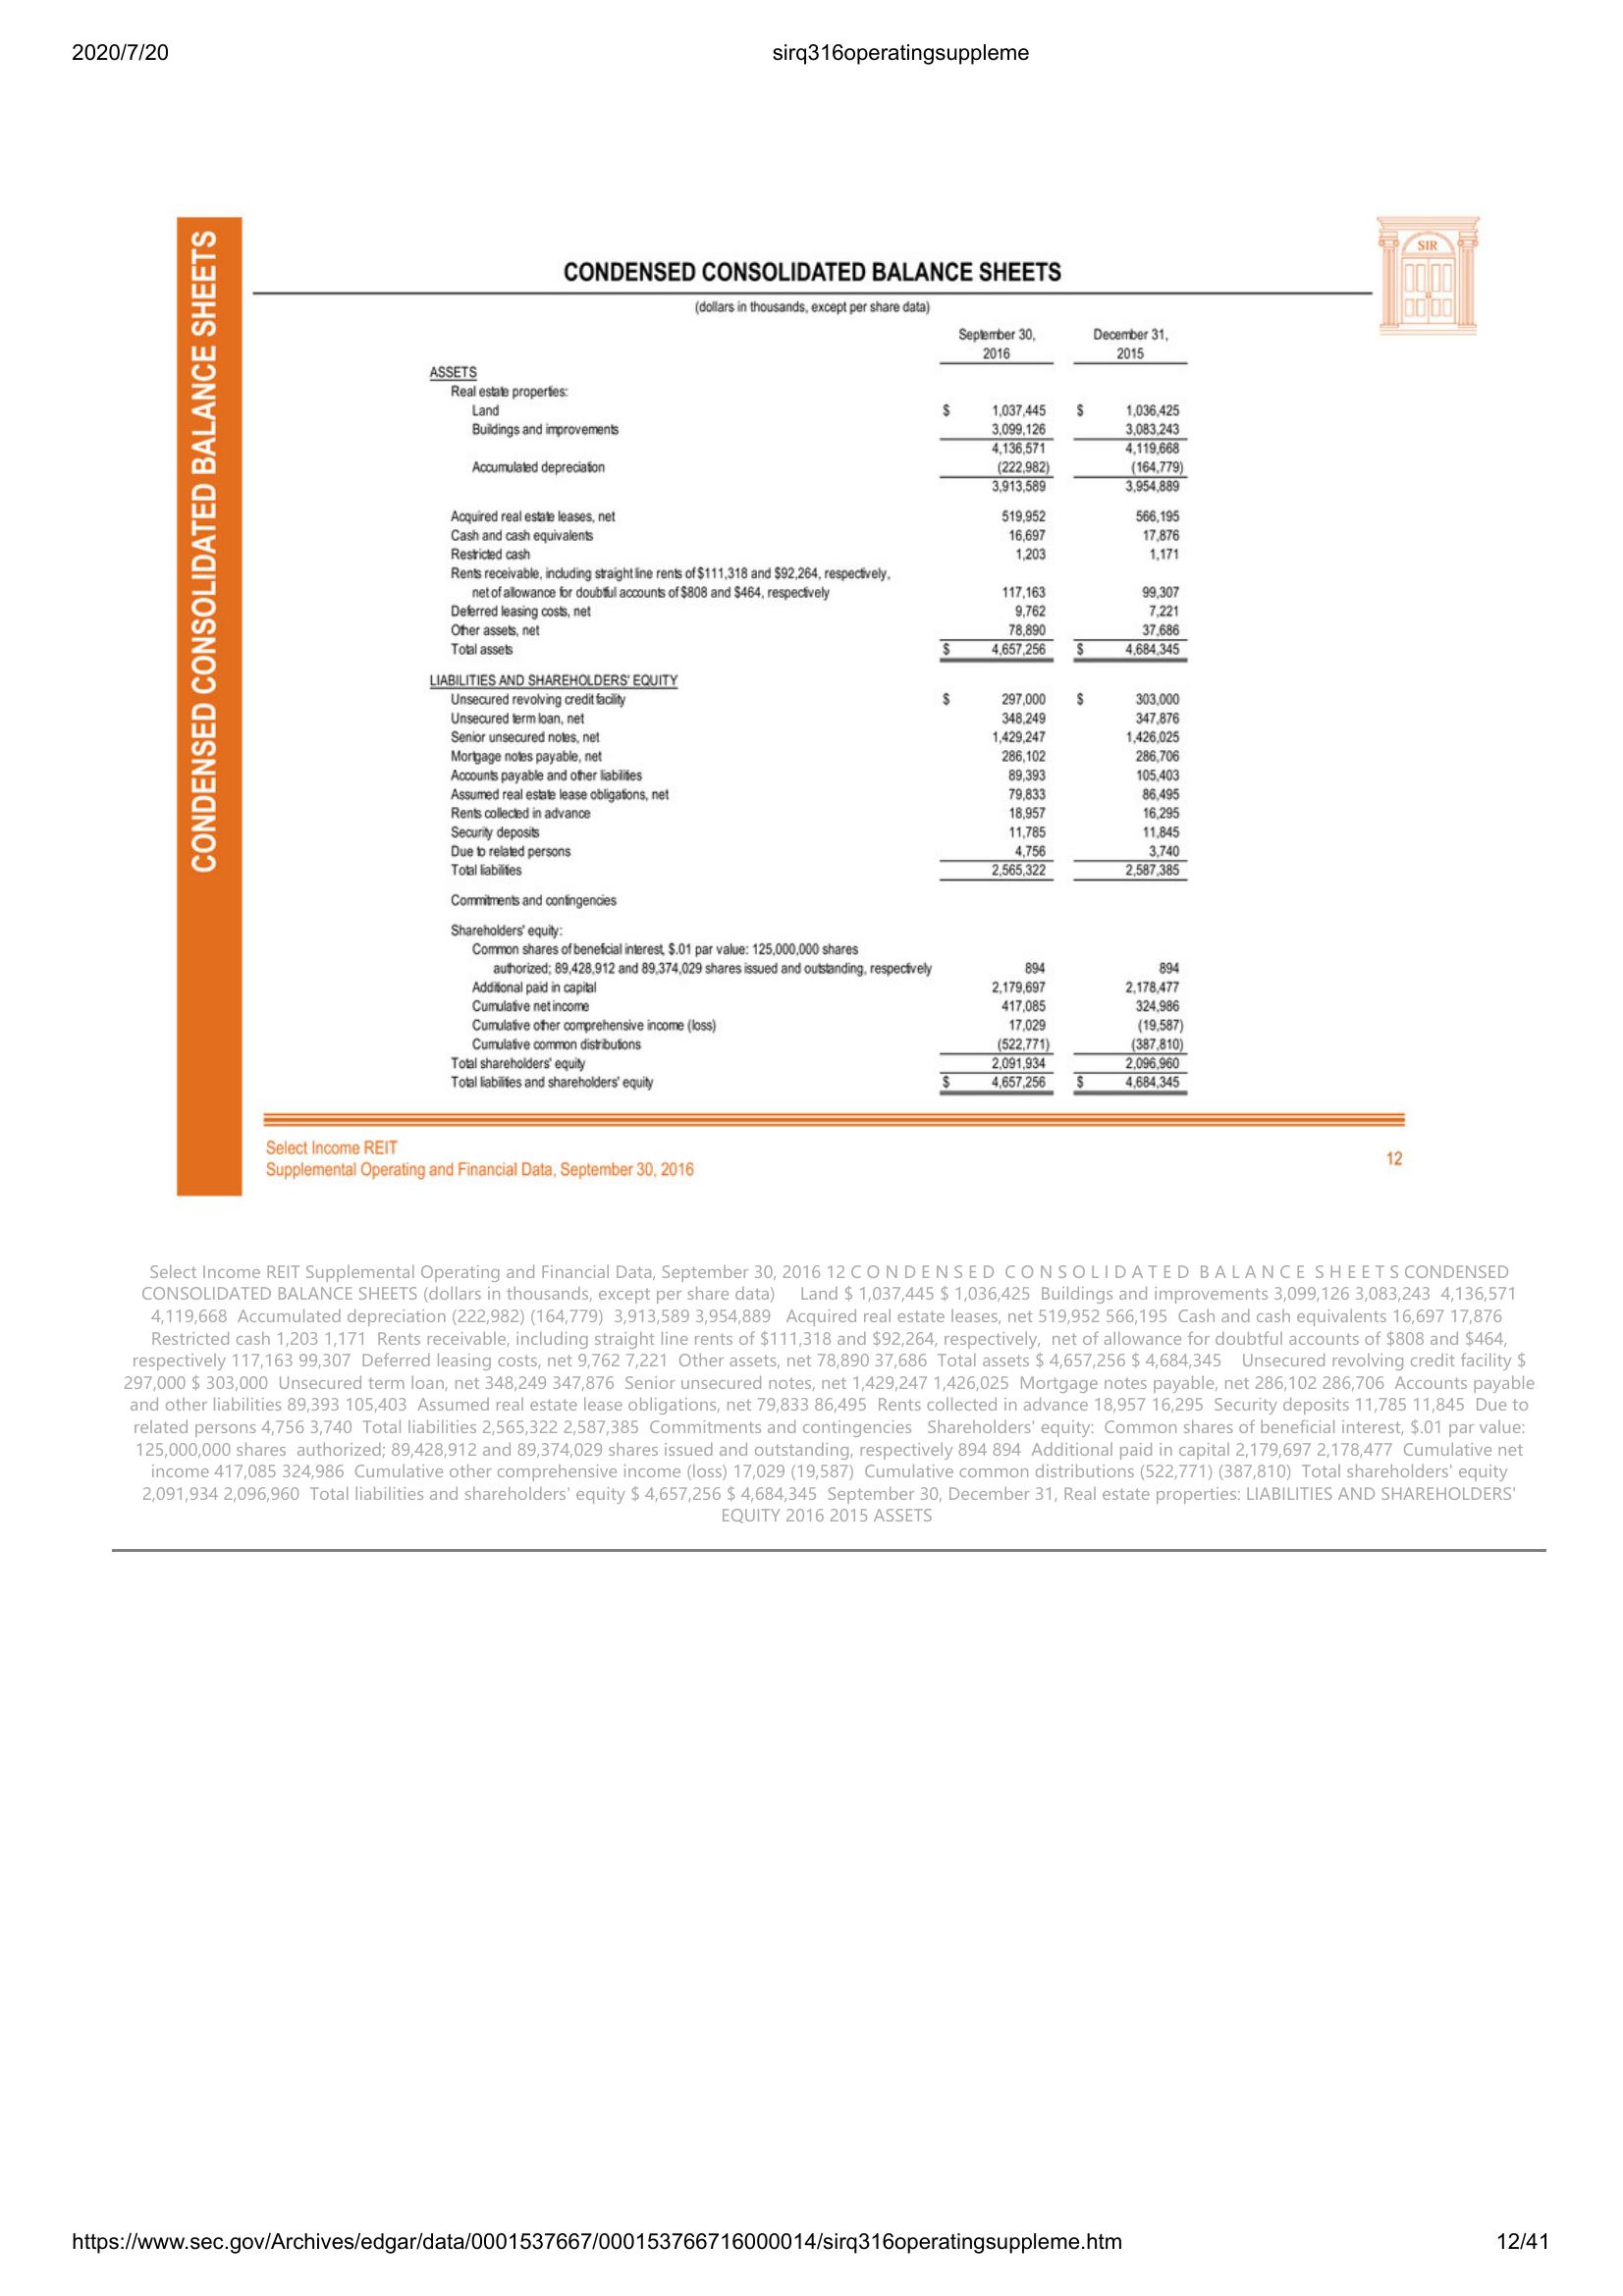 2020/7/20 sirq316operatingsuppleme
CONDENSED CONSOLIDATED BALANCE SHEETS
SIR
CONDENSED CONSOLIDATED BALANCE SHEETS
(dollars in thousands, except per share data)
September 30, December 31,
2016 2015
ASSETS
Real estate properties:
Land $ 1,037,445 $ 1,036,425
Buildings and improvements 3,099,126 3,083,243
4,136,571 4,119,668
Accumulated depreciation (222,982) (164,779)
3,913,589 3,954,889
Acquired real estate leases, net 519,952 566,195
Cash and cash equivalents 16,697 17,876
Restricted cash 1,203 1,171
Rents receivable, including straight line rents of $111,318 and $92,264, respectively,
net of allowance for doubtful accounts of $808 and $464, respectively 117,163 99,307
Deferred leasing costs, net 9,762 7,221
Other assets, net 78,890 37,686
Total assets $ 4,657,256 $ 4,684,345
LIABILITIES AND SHAREHOLDERS' EQUITY
Unsecured revolving credit facility $ 297,000 $ 303,000
Unsecured term loan, net 348,249 347,876
Senior unsecured notes, net 1,429,247 1,426,025
Mortgage notes payable, net 286,102 286,706
Accounts payable and other liabilities 89,393 105,403
Assumed real estate lease obligations, net 79,833 86,495
Rents collected in advance 18,957 16,295
Security deposits 11,785 11,845
Due to related persons 4,756 3,740
Total liabilities 2,565,322 2,587,385
Commitments and contingencies
Shareholders' equity:
Common shares of beneficial interest, $.01 par value: 125,000,000 shares
authorized; 89,428,912 and 89,374,029 shares issued and outstanding, respectively 894 894
Additional paid in capital 2,179,697 2,178,477
Cumulative net income 417,085 324,986
Cumulative other comprehensive income (loss) 17,029 (19,587)
Cumulative common distributions (522,771) (387,810)
Total shareholders' equity 2,091,934 2,096,960
Total liabilities and shareholders' equity $ 4,657,256 $ 4,684,345
Select Income REIT
Supplemental Operating and Financial Data, September 30, 2016 12
Select Income REIT Supplemental Operating and Financial Data, September 30, 2016 12 C O N D E N S E D C O N S O L I D A T E D B A L A N C E S H E E T S CONDENSED
CONSOLIDATED BALANCE SHEETS (dollars in thousands, except per share data) Land $ 1,037,445 $ 1,036,425 Buildings and improvements 3,099,126 3,083,243 4,136,571
4,119,668 Accumulated depreciation (222,982) (164,779) 3,913,589 3,954,889 Acquired real estate leases, net 519,952 566,195 Cash and cash equivalents 16,697 17,876
Restricted cash 1,203 1,171 Rents receivable, including straight line rents of $111,318 and $92,264, respectively, net of allowance for doubtful accounts of $808 and $464,
respectively 117,163 99,307 Deferred leasing costs, net 9,762 7,221 Other assets, net 78,890 37,686 Total assets $ 4,657,256 $ 4,684,345 Unsecured revolving credit facility $
297,000 $ 303,000 Unsecured term loan, net 348,249 347,876 Senior unsecured notes, net 1,429,247 1,426,025 Mortgage notes payable, net 286,102 286,706 Accounts payable
and other liabilities 89,393 105,403 Assumed real estate lease obligations, net 79,833 86,495 Rents collected in advance 18,957 16,295 Security deposits 11,785 11,845 Due to
related persons 4,756 3,740 Total liabilities 2,565,322 2,587,385 Commitments and contingencies Shareholders' equity: Common shares of beneficial interest, $.01 par value:
125,000,000 shares authorized; 89,428,912 and 89,374,029 shares issued and outstanding, respectively 894 894 Additional paid in capital 2,179,697 2,178,477 Cumulative net
income 417,085 324,986 Cumulative other comprehensive income (loss) 17,029 (19,587) Cumulative common distributions (522,771) (387,810) Total shareholders' equity
2,091,934 2,096,960 Total liabilities and shareholders' equity $ 4,657,256 $ 4,684,345 September 30, December 31, Real estate properties: LIABILITIES AND SHAREHOLDERS'
EQUITY 2016 2015 ASSETS
https://www.sec.gov/Archives/edgar/data/0001537667/000153766716000014/sirq316operatingsuppleme.htm 12/41